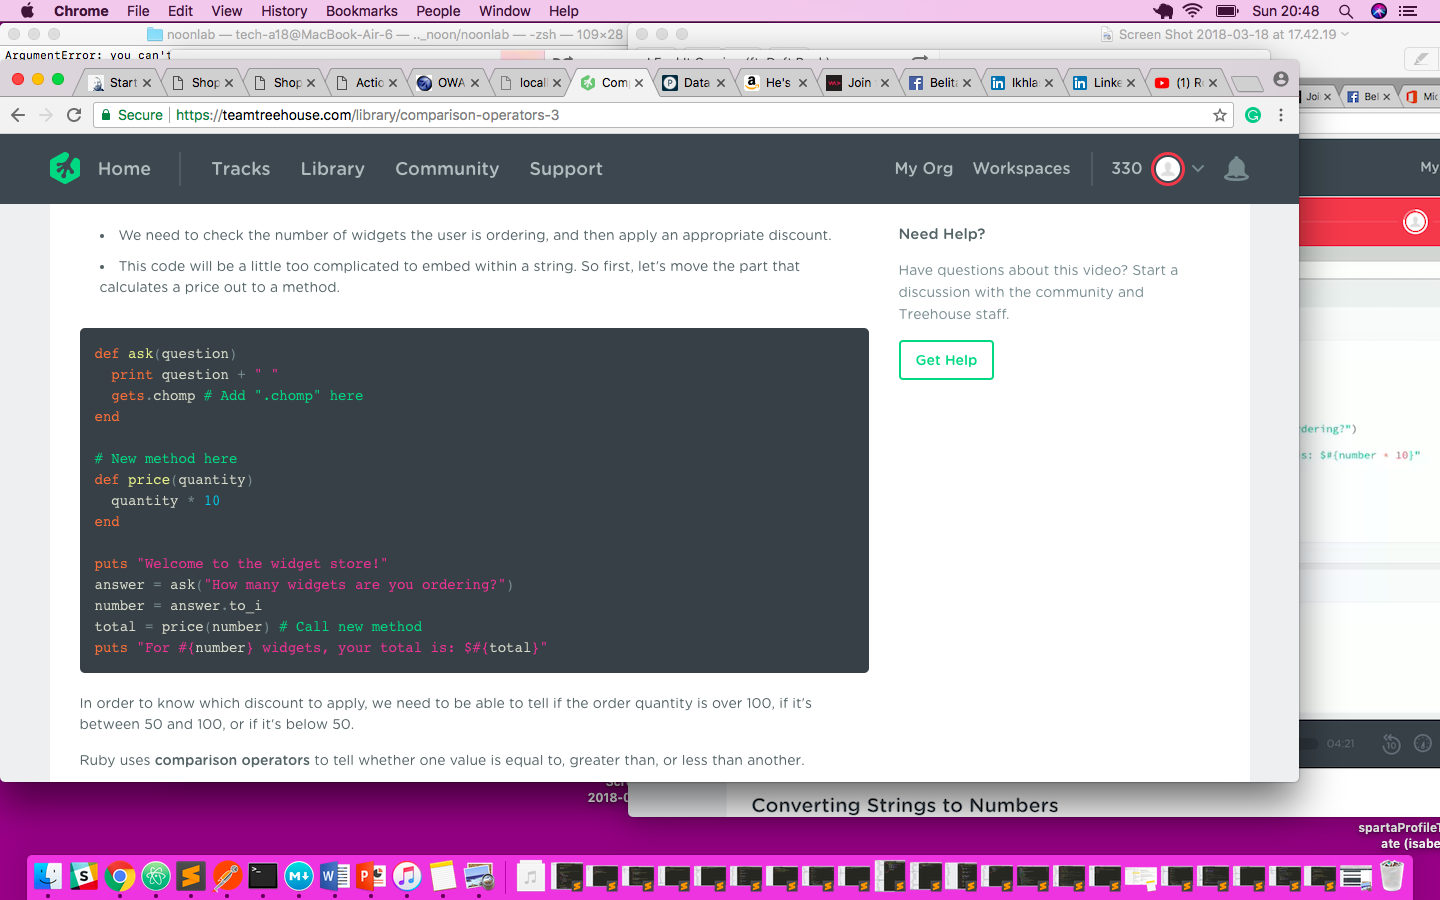 Chrome File Edit View History Bookmarks People Window Help Sun 20:48
noonlab — tech-a18@MacBook-Air-6 — .._noon/noonlab — -zsh — 109×28
Screen Shot 2018-03-18 at 17.42.19
ArgumentError: you can't
Start Shop Shop Actio OWA locall Com Data He's Join Belita Ikhla Linke (1) R
Joi Bel Mic
Secure https://teamtreehouse.com/library/comparison-operators-3
Home Tracks Library Community Support My Org Workspaces 330
My
We need to check the number of widgets the user is ordering, and then apply an appropriate discount.
This code will be a little too complicated to embed within a string. So first, let's move the part that
calculates a price out to a method.
Need Help?
Have questions about this video? Start a
discussion with the community and
Treehouse staff.
Get Help
def ask(question)
print question + " "
gets.chomp # Add ".chomp" here
end
# New method here
def price(quantity)
quantity * 10
end
puts "Welcome to the widget store!"
answer = ask("How many widgets are you ordering?")
number = answer.to_i
total = price(number) # Call new method
puts "For #{number} widgets, your total is: $#{total}"
dering?")
s: $#{number * 10}"
In order to know which discount to apply, we need to be able to tell if the order quantity is over 100, if it's
between 50 and 100, or if it's below 50.
Ruby uses comparison operators to tell whether one value is equal to, greater than, or less than another.
04:21
10
2018-0
Converting Strings to Numbers
spartaProfileT
ate (isabe